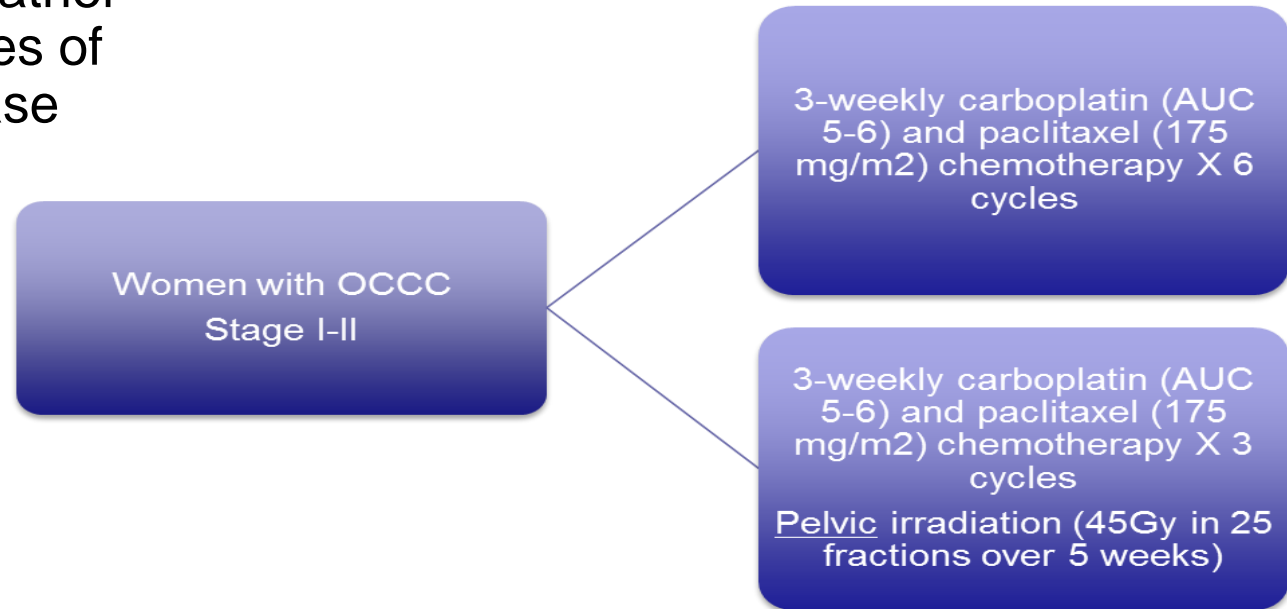 es of
ase
Women with OCCC
Stage I-II
3-weekly carboplatin (AUC
5-6) and paclitaxel (175
mg/m2) chemotherapy X 6
cycles
3-weekly carboplatin (AUC
5-6) and paclitaxel (175
mg/m2) chemotherapy X 3
cycles
Pelvic irradiation (45Gy in 25
fractions over 5 weeks)